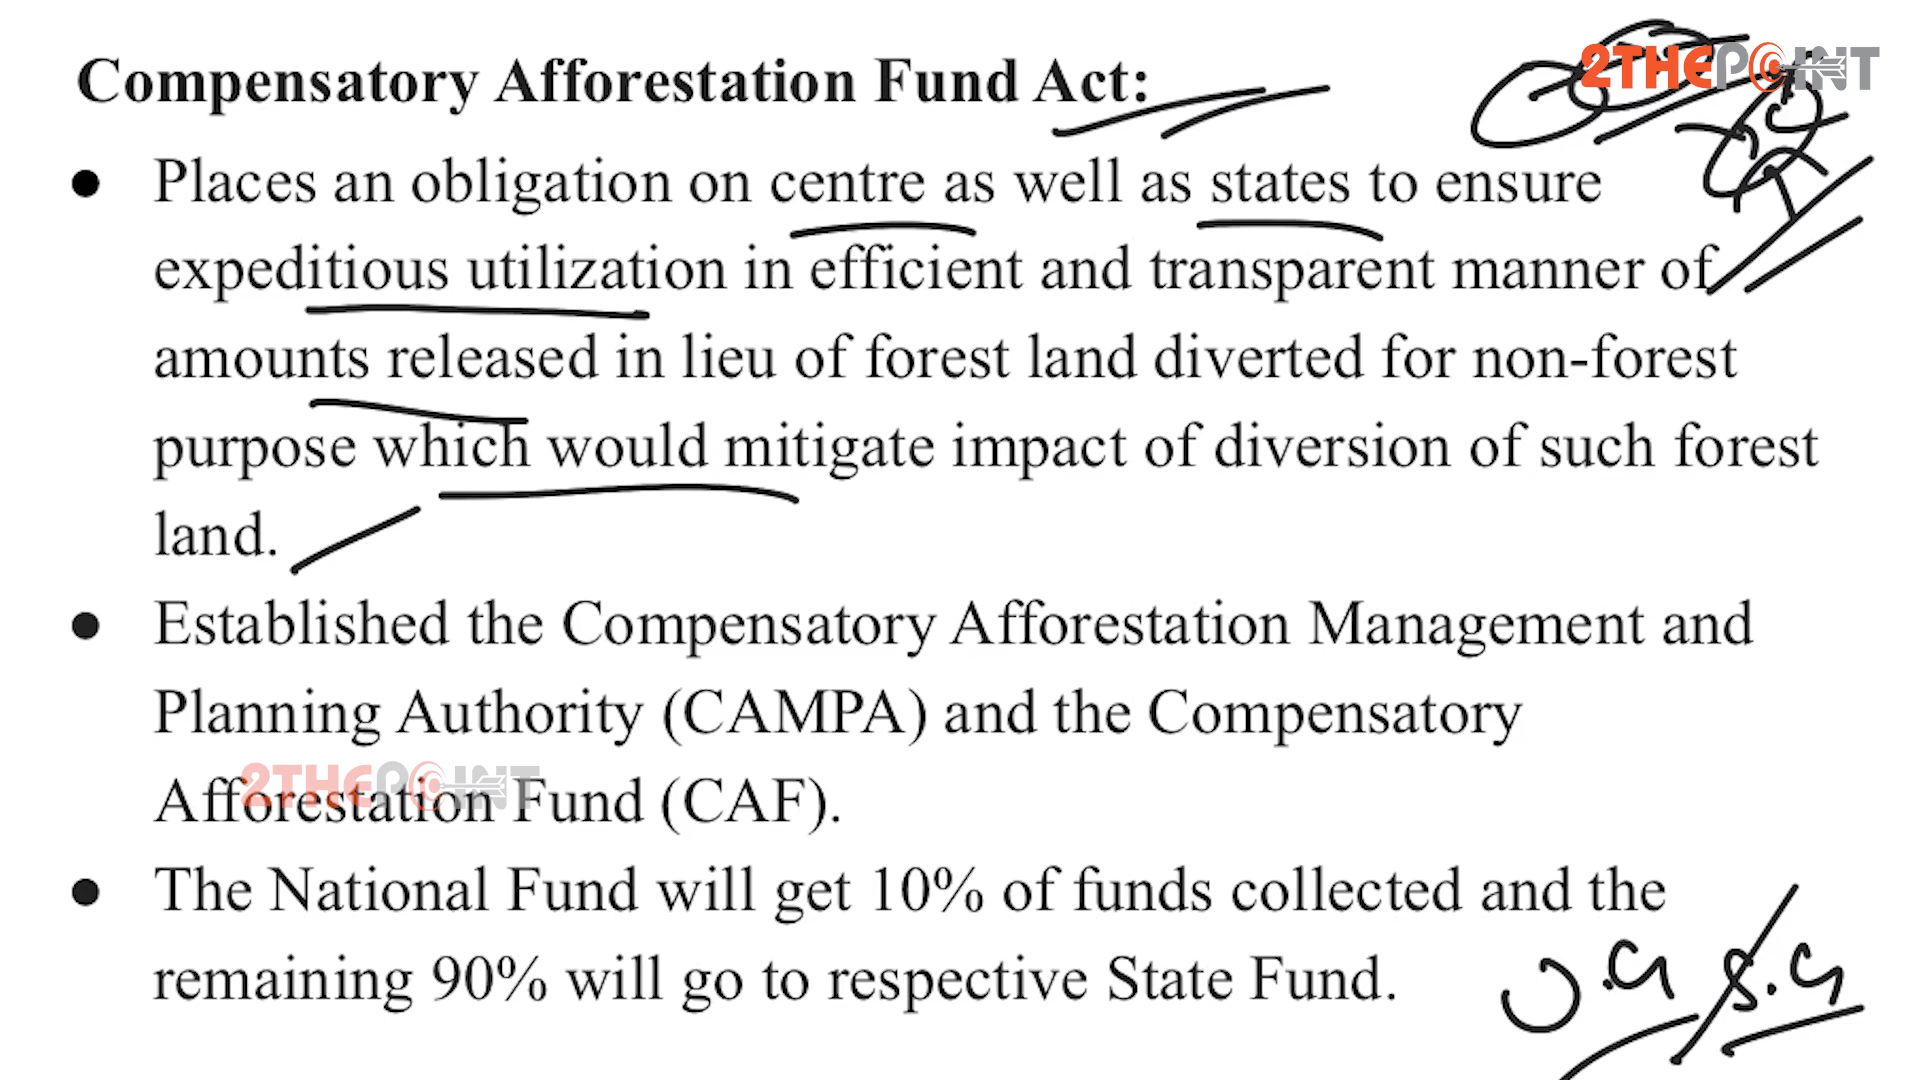 2THEPOINT
Compensatory Afforestation Fund Act:
● Places an obligation on centre as well as states to ensure
expeditious utilization in efficient and transparent manner of
amounts released in lieu of forest land diverted for non-forest
purpose which would mitigate impact of diversion of such forest
land.
● Established the Compensatory Afforestation Management and
Planning Authority (CAMPA) and the Compensatory
2THEPOINT
Afforestation Fund (CAF).
● The National Fund will get 10% of funds collected and the
remaining 90% will go to respective State Fund.